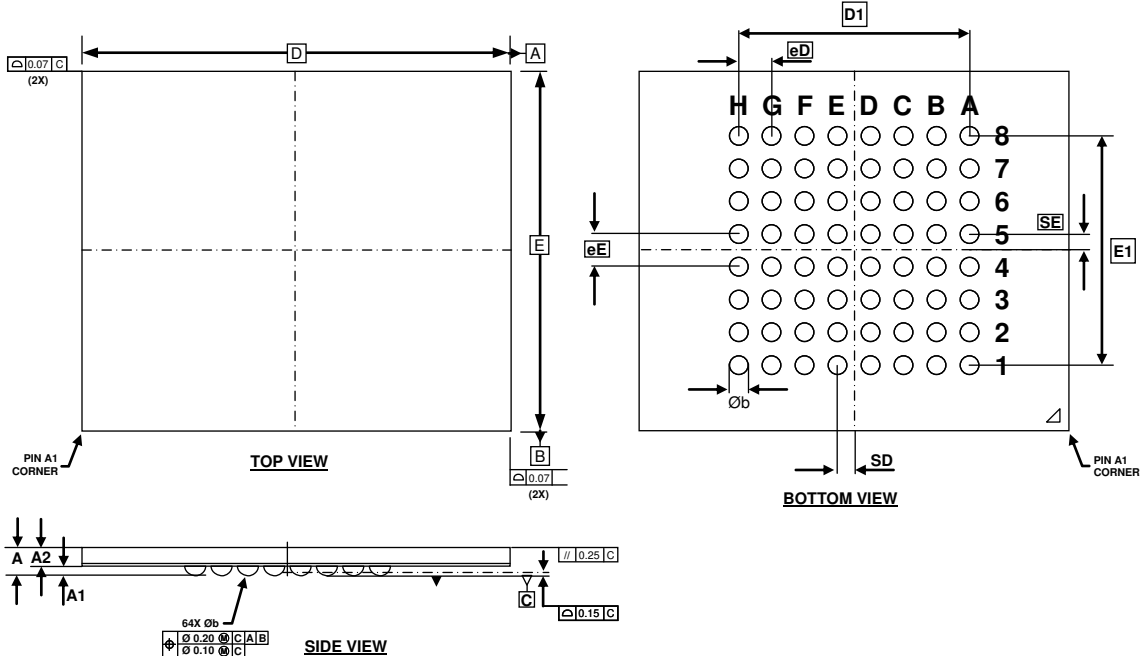 D
A
0.07 C
(2X)
E
PIN A1
CORNER
TOP VIEW
B
0.07
(2X)
D1
eD
H G F E D C B A
8
7
6
5
4
3
2
1
SE
eE
E1
Øb
SD
PIN A1
CORNER
BOTTOM VIEW
A A2
A1
// 0.25 C
C
0.15 C
64X Øb
⌖ Ø 0.20 Ⓜ C A B
Ø 0.10 Ⓜ C
SIDE VIEW